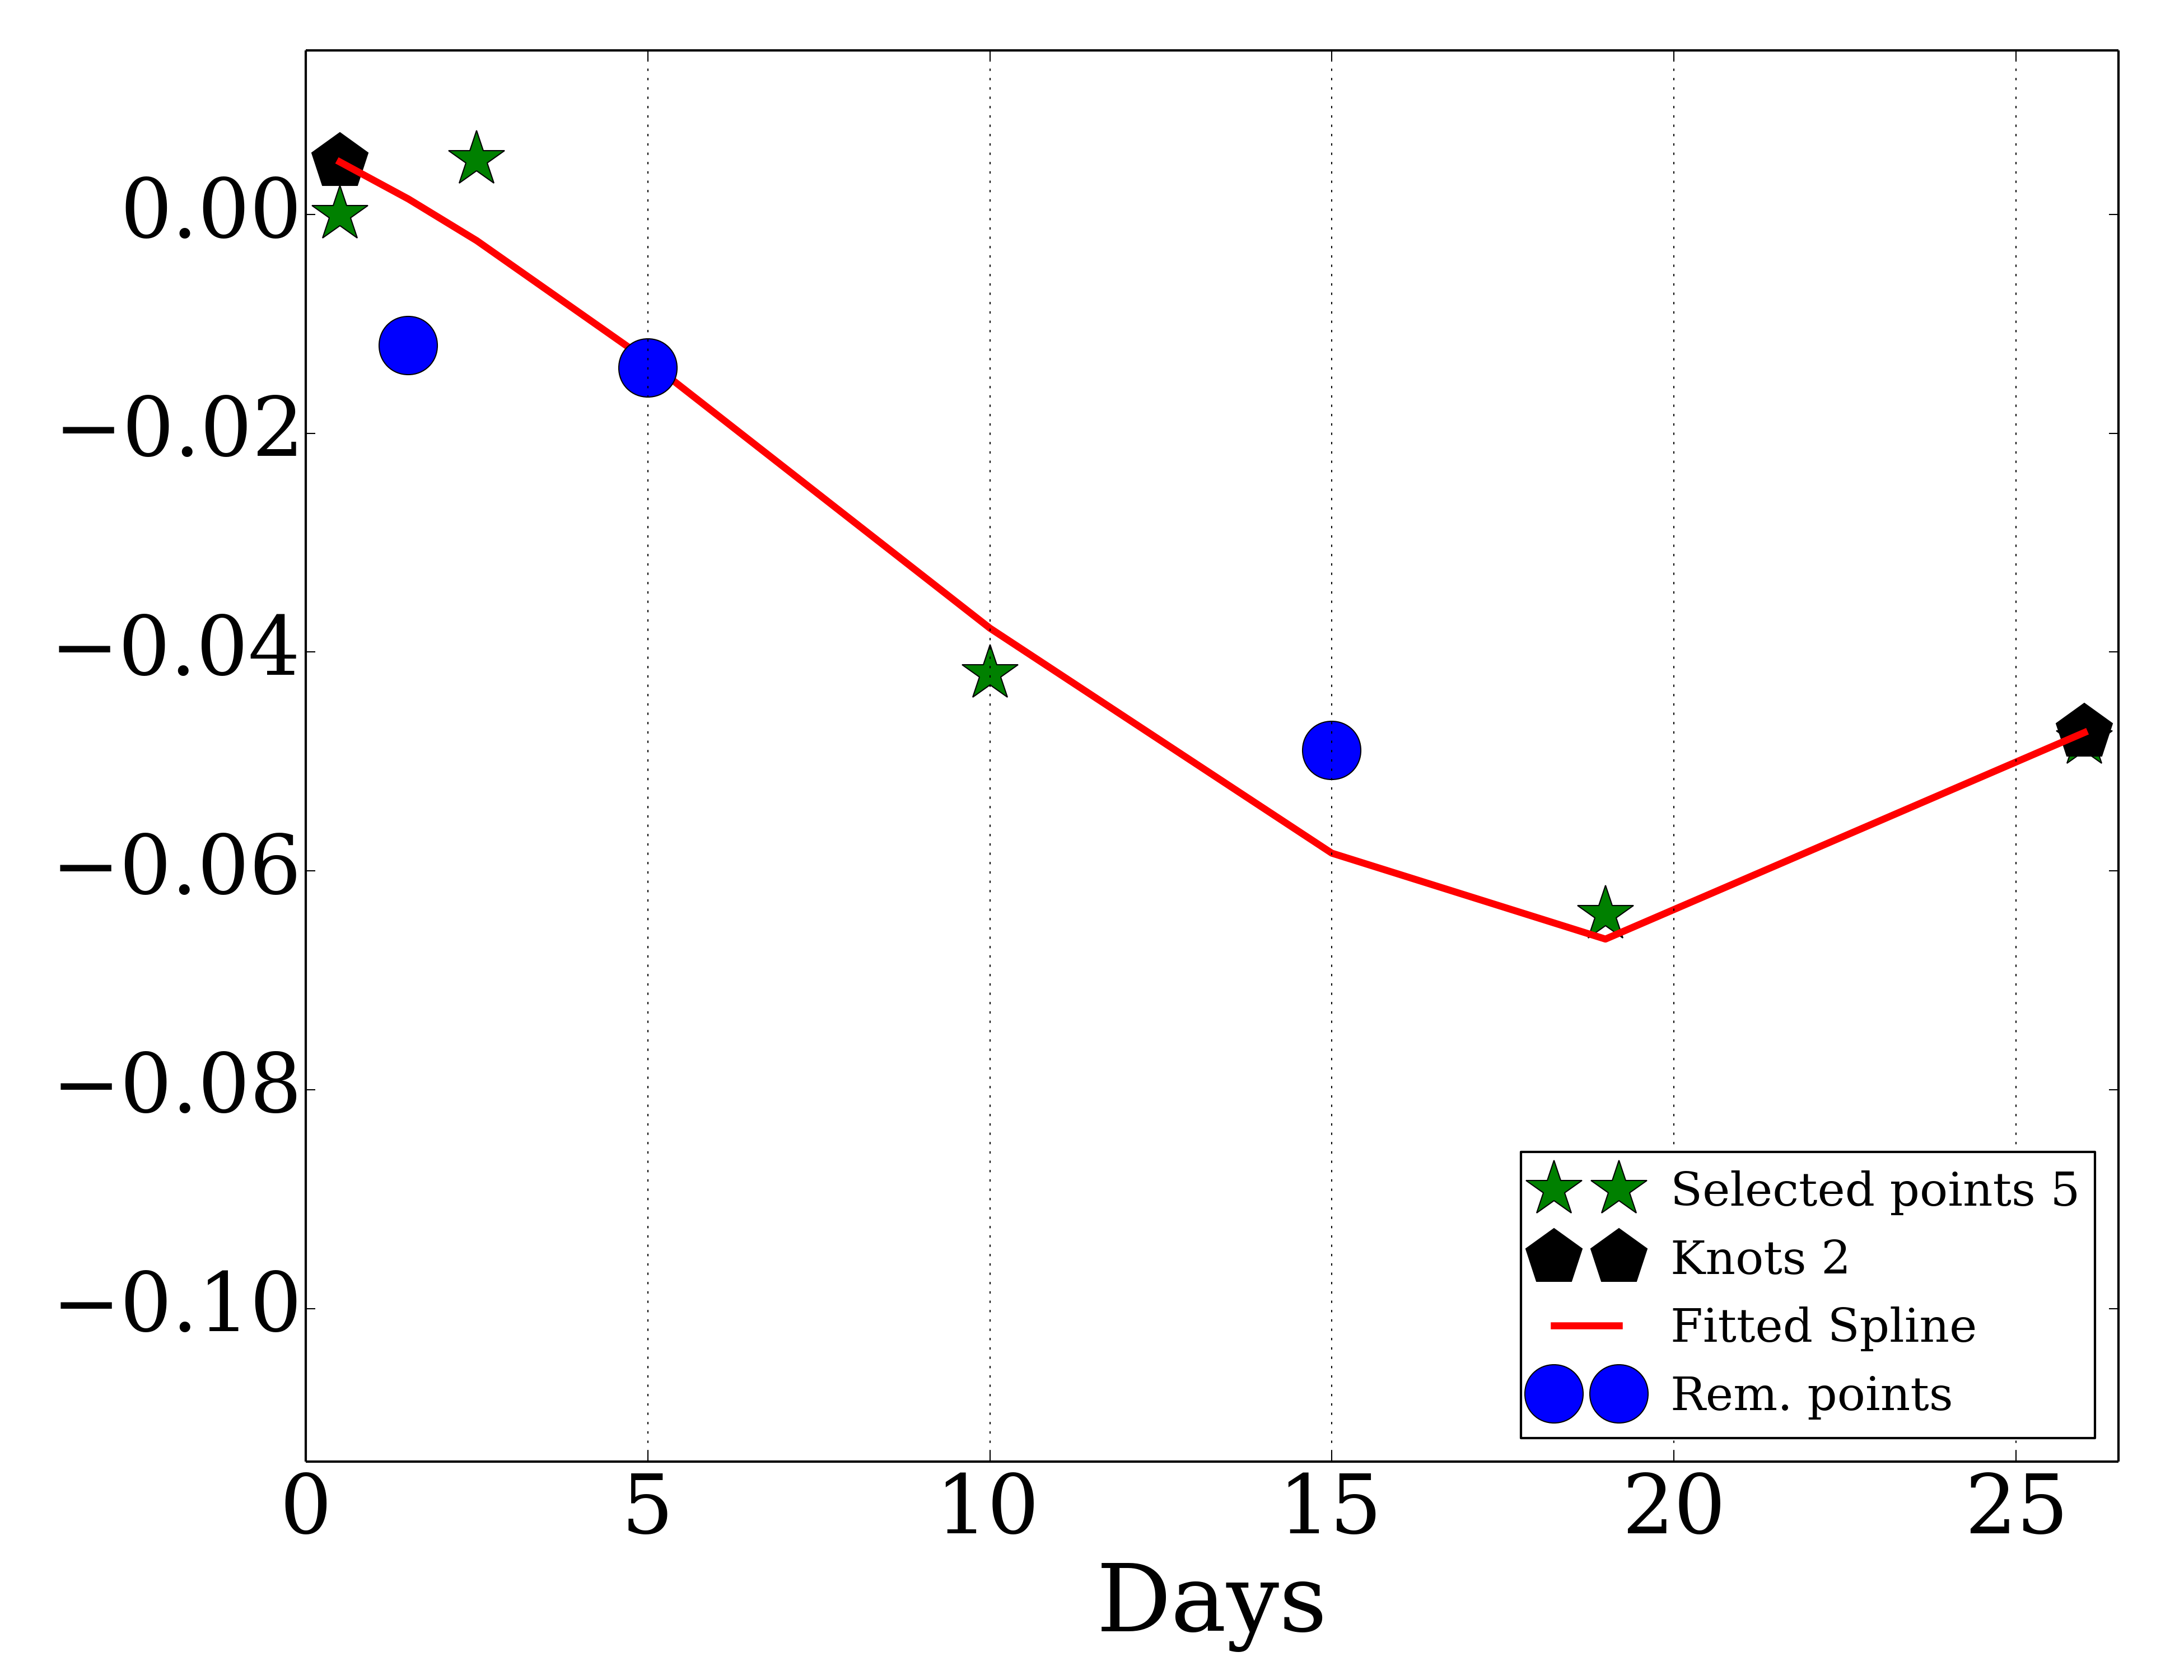 0.00
−0.02
−0.04
−0.06
−0.08
−0.10
0 5 10 15 20 25
Days
Selected points 5
Knots 2
Fitted Spline
Rem. points